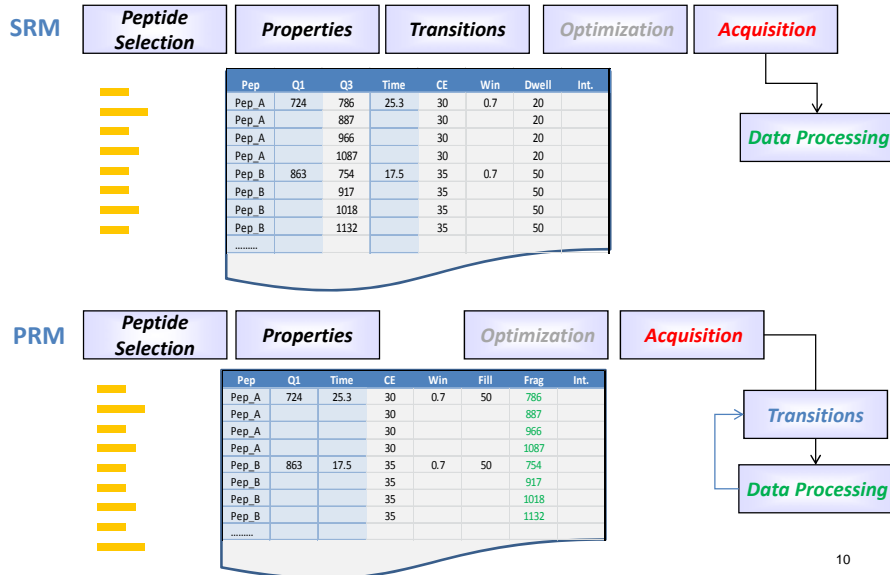 SRM
Peptide
Selection
Properties
Transitions
Optimization
Acquisition
Data Processing
Pep Q1 Q3 Time CE Win Dwell Int.
Pep_A 724 786 25.3 30 0.7 20
Pep_A 887 30 20
Pep_A 966 30 20
Pep_A 1087 30 20
Pep_B 863 754 17.5 35 0.7 50
Pep_B 917 35 50
Pep_B 1018 35 50
Pep_B 1132 35 50
.........
PRM
Peptide
Selection
Properties
Optimization
Acquisition
Transitions
Data Processing
Pep Q1 Time CE Win Fill Frag Int.
Pep_A 724 25.3 30 0.7 50 786
Pep_A 30 887
Pep_A 30 966
Pep_A 30 1087
Pep_B 863 17.5 35 0.7 50 754
Pep_B 35 917
Pep_B 35 1018
Pep_B 35 1132
.........
10